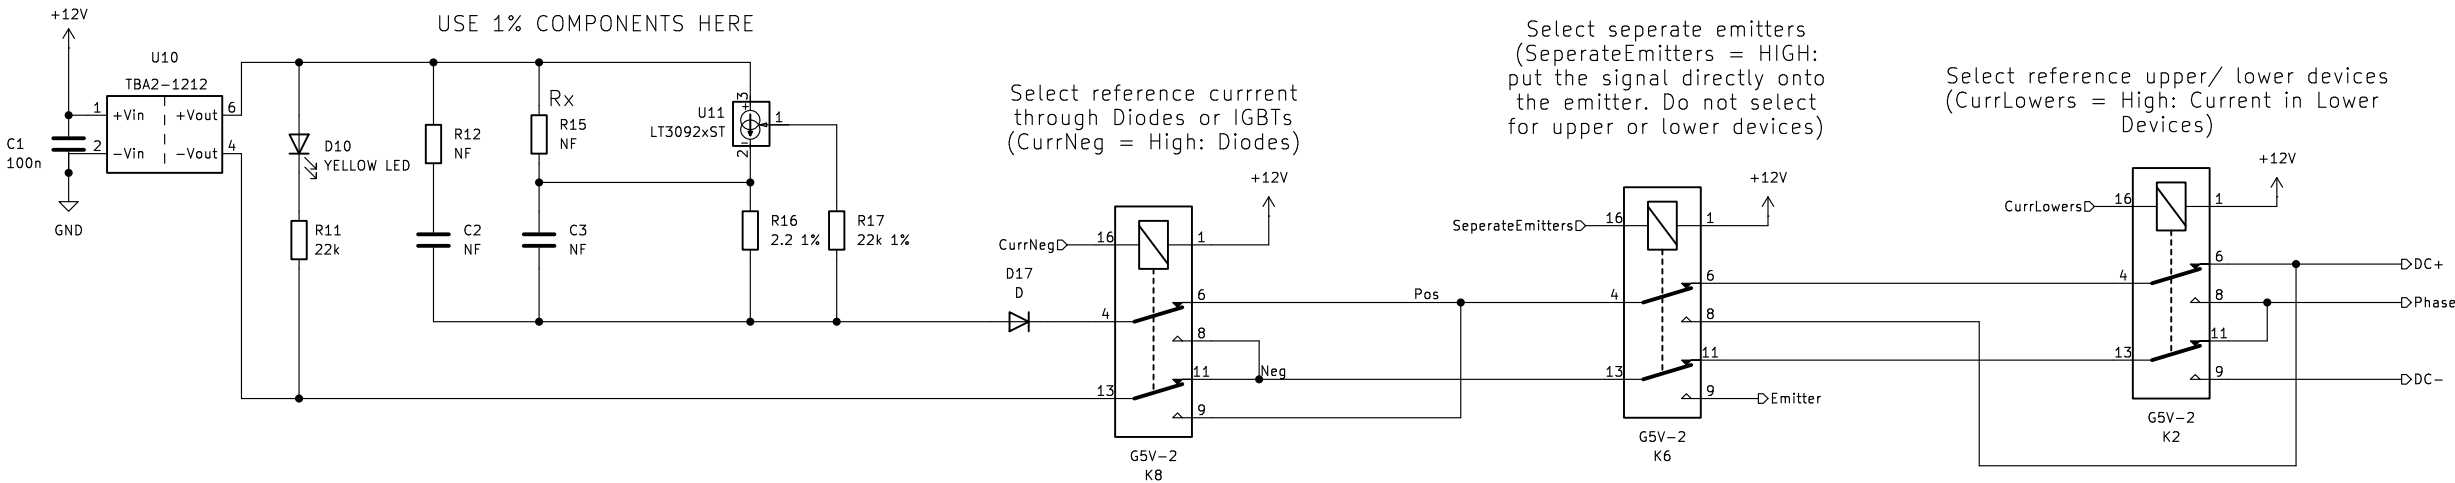 USE 1% COMPONENTS HERE
+12V
U10
TBA2-1212
1
+Vin
+Vout
6
2
-Vin
-Vout
4
C1
100n
GND
D10
YELLOW LED
R11
22k
R12
NF
C2
NF
Rx
R15
NF
C3
NF
U11
LT3092xST
3
+
1
-
2
R16
2.2 1%
R17
22k 1%
D17
D
Select reference currrent
through Diodes or IGBTs
(CurrNeg = High: Diodes)
+12V
CurrNeg
16
1
4
6
8
11
13
9
G5V-2
K8
Pos
Neg
Select seperate emitters
(SeperateEmitters = HIGH:
put the signal directly onto
the emitter. Do not select
for upper or lower devices)
+12V
SeperateEmitters
16
1
4
6
8
11
13
9
Emitter
G5V-2
K6
Select reference upper/ lower devices
(CurrLowers = High: Current in Lower
Devices)
+12V
CurrLowers
16
1
4
6
DC+
8
Phase
11
13
9
DC-
G5V-2
K2